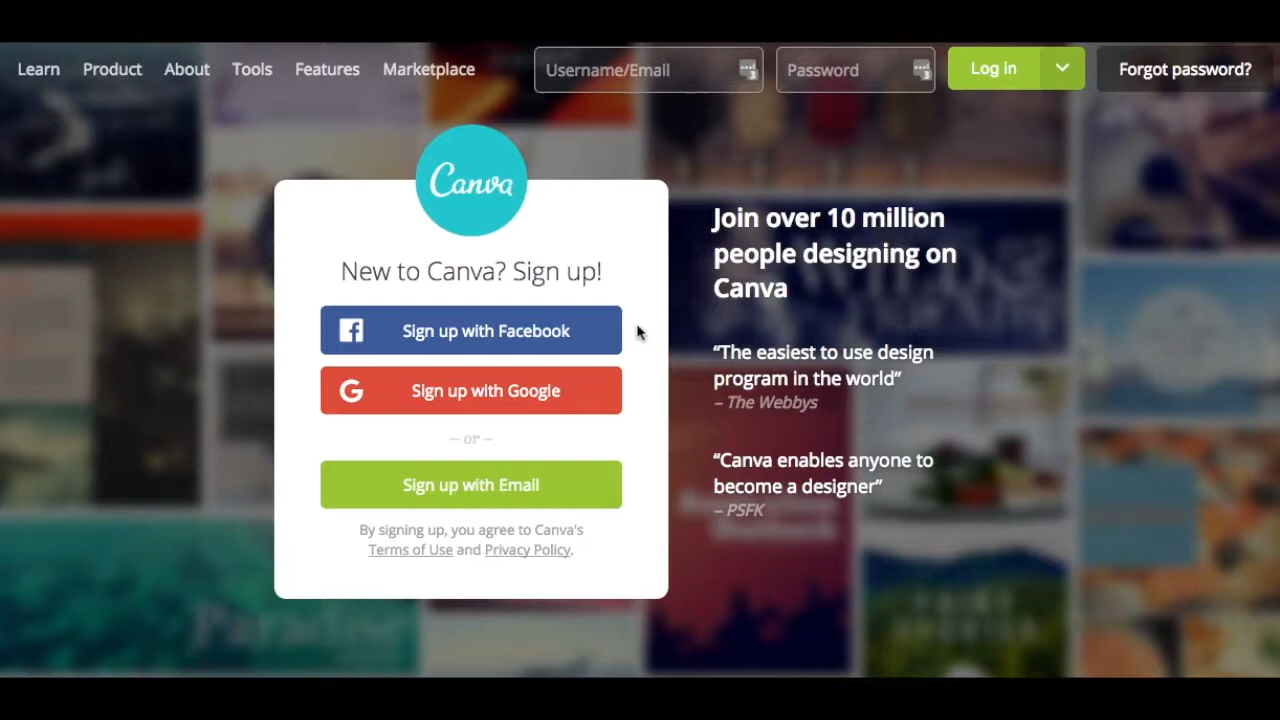 Learn Product About Tools Features Marketplace Username/Email Password Log in Forgot password?
Canva
New to Canva? Sign up!
Sign up with Facebook
Sign up with Google
– or –
Sign up with Email
By signing up, you agree to Canva's
Terms of Use and Privacy Policy.
Join over 10 million
people designing on
Canva
“The easiest to use design
program in the world”
– The Webbys
“Canva enables anyone to
become a designer”
– PSFK
Paradise